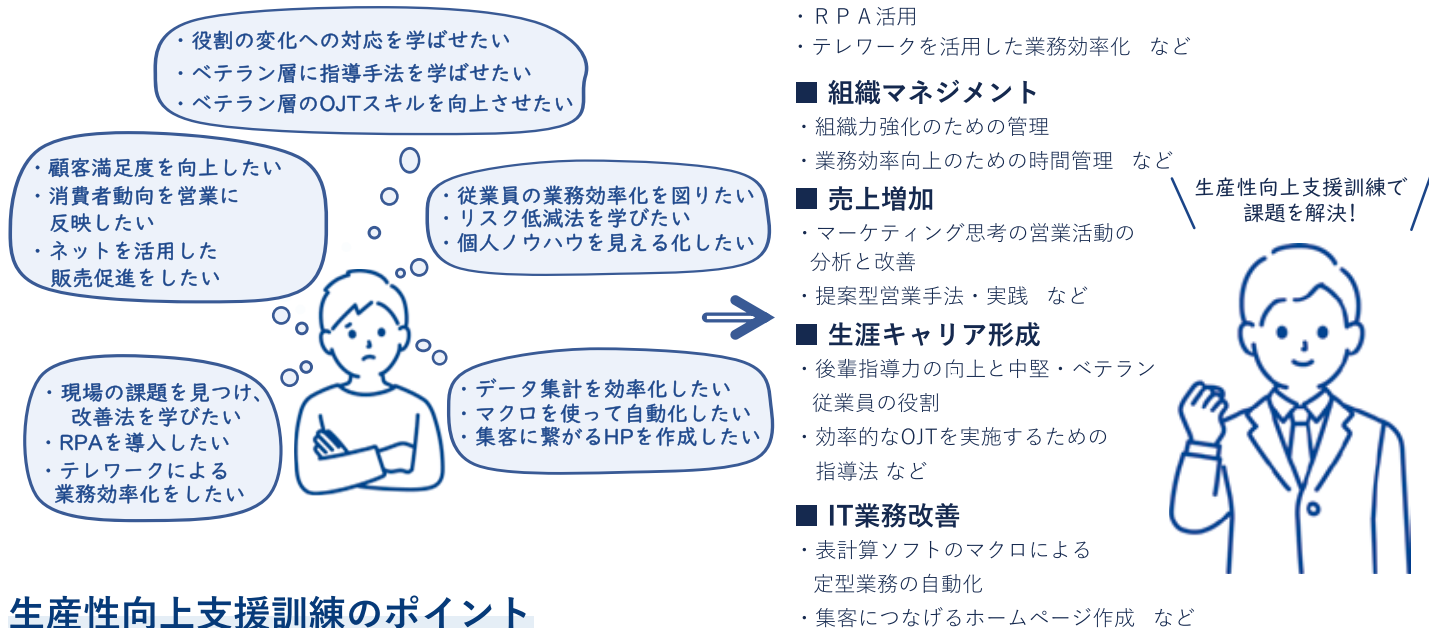 ・役割の変化への対応を学ばせたい
・ベテラン層に指導手法を学ばせたい
・ベテラン層のOJTスキルを向上させたい
・顧客満足度を向上したい
・消費者動向を営業に
反映したい
・ネットを活用した
販売促進をしたい
・従業員の業務効率化を図りたい
・リスク低減法を学びたい
・個人ノウハウを見える化したい
・現場の課題を見つけ、
改善法を学びたい
・RPAを導入したい
・テレワークによる
業務効率化をしたい
・データ集計を効率化したい
・マクロを使って自動化したい
・集客に繋がるHPを作成したい
・ＲＰＡ活用
・テレワークを活用した業務効率化　など
■ 組織マネジメント
・組織力強化のための管理
・業務効率向上のための時間管理　など
■ 売上増加
・マーケティング思考の営業活動の
分析と改善
・提案型営業手法・実践　など
■ 生涯キャリア形成
・後輩指導力の向上と中堅・ベテラン
従業員の役割
・効率的なOJTを実施するための
指導法 など
■ IT業務改善
・表計算ソフトのマクロによる
定型業務の自動化
・集客につなげるホームページ作成　など
生産性向上支援訓練で
課題を解決！
生産性向上支援訓練のポイント